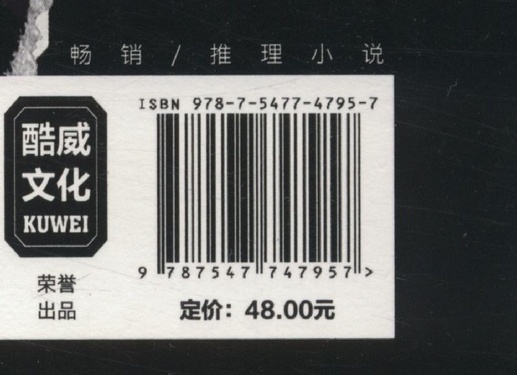 畅销/推理小说
ISBN 978-7-5477-4795-7
酷威
文化
KUWEI
荣誉
出品
9 787547 747957 >
定价：48.00元